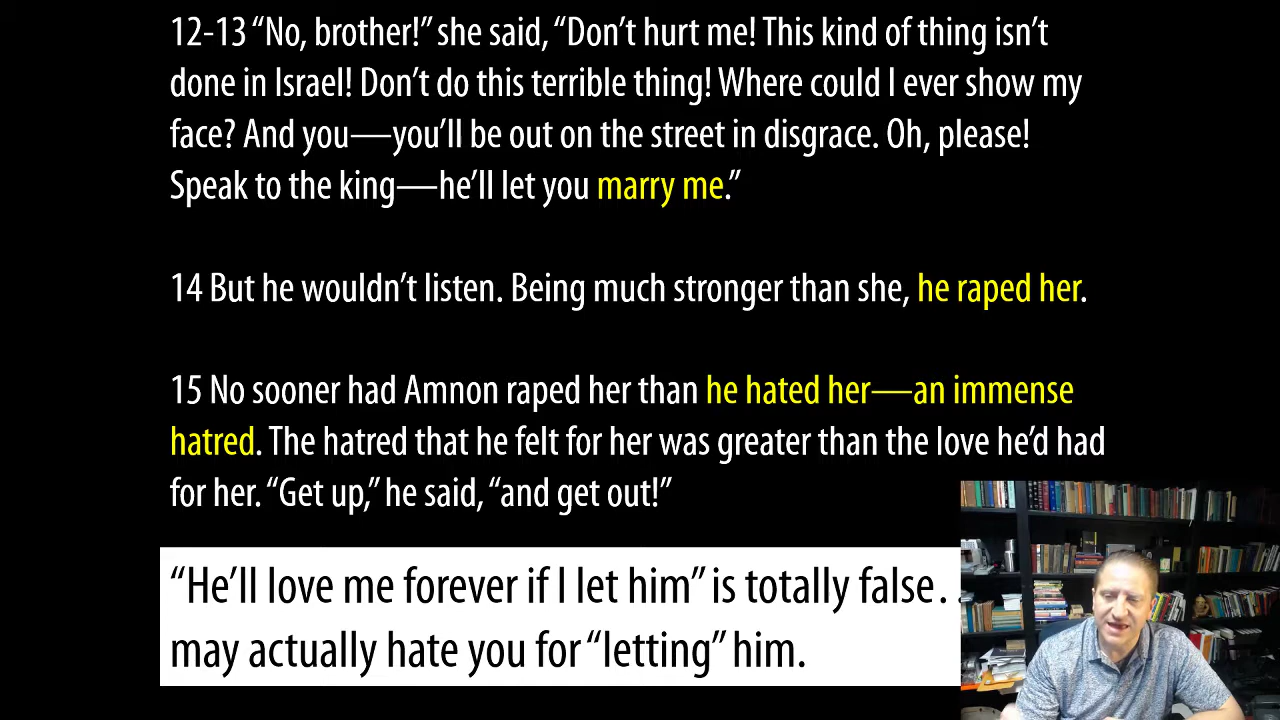 12-13 “No, brother!” she said, “Don’t hurt me! This kind of thing isn’t
done in Israel! Don’t do this terrible thing! Where could I ever show my
face? And you—you’ll be out on the street in disgrace. Oh, please!
Speak to the king—he’ll let you marry me.”
14 But he wouldn’t listen. Being much stronger than she, he raped her.
15 No sooner had Amnon raped her than he hated her—an immense
hatred. The hatred that he felt for her was greater than the love he’d had
for her. “Get up,” he said, “and get out!”
“He’ll love me forever if I let him” is totally false.
may actually hate you for “letting” him.